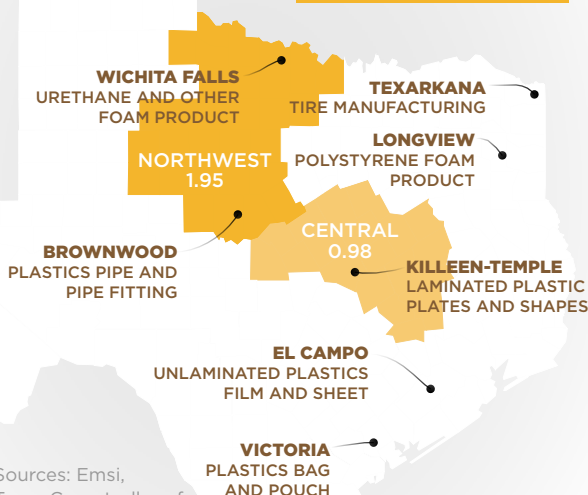 WICHITA FALLS
URETHANE AND OTHER
FOAM PRODUCT
TEXARKANA
TIRE MANUFACTURING
LONGVIEW
POLYSTYRENE FOAM
PRODUCT
NORTHWEST
1.95
CENTRAL
0.98
BROWNWOOD
PLASTICS PIPE AND
PIPE FITTING
KILLEEN-TEMPLE
LAMINATED PLASTIC
PLATES AND SHAPES
EL CAMPO
UNLAMINATED PLASTICS
FILM AND SHEET
VICTORIA
PLASTICS BAG
AND POUCH
Sources: Emsi,